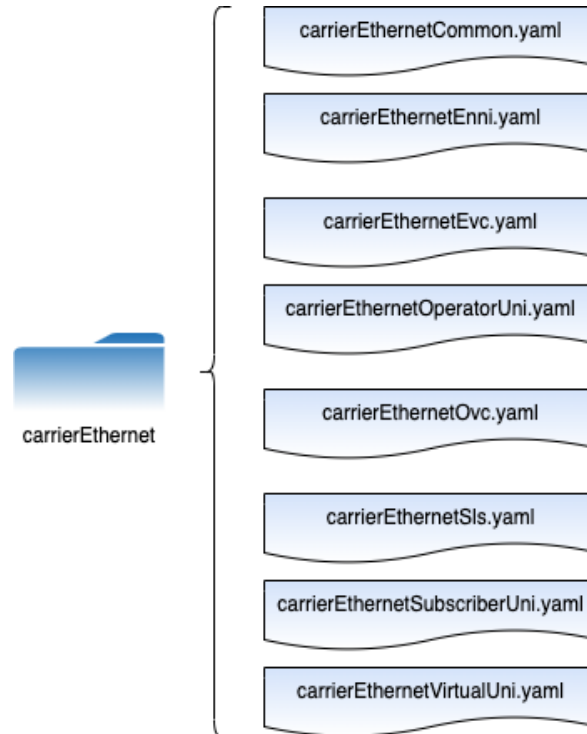 carrierEthernetCommon.yaml
carrierEthernetEnni.yaml
carrierEthernetEvc.yaml
carrierEthernetOperatorUni.yaml
carrierEthernet
carrierEthernetOvc.yaml
carrierEthernetSls.yaml
carrierEthernetSubscriberUni.yaml
carrierEthernetVirtualUni.yaml